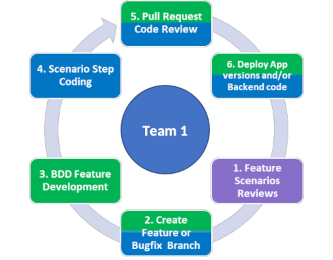 5. Pull Request
Code Review
4. Scenario Step
Coding
6. Deploy App
versions and/or
Backend code
Team 1
3. BDD Feature
Development
1. Feature
Scenarios
Reviews
2. Create
Feature or
Bugfix Branch